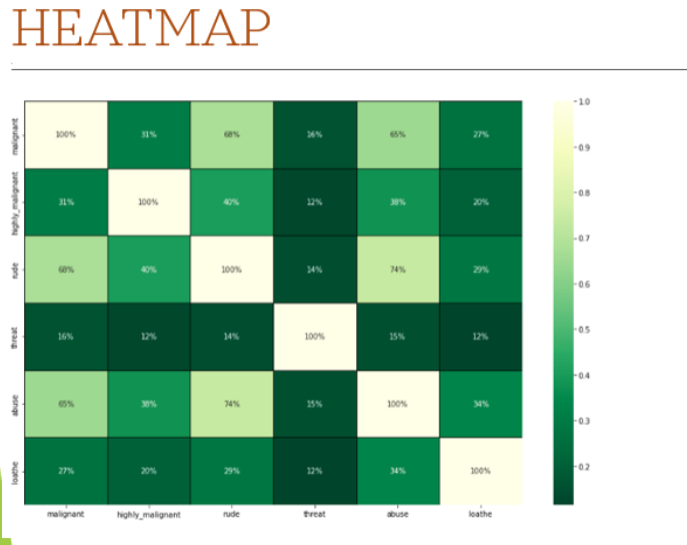 HEATMAP
malignant 100% 31% 68% 16% 65% 27%
highly_malignant 31% 100% 40% 12% 38% 20%
rude 68% 40% 100% 14% 74% 29%
threat 16% 12% 14% 100% 15% 12%
abuse 65% 38% 74% 15% 100% 34%
loathe 27% 20% 29% 12% 34% 100%
malignant highly_malignant rude threat abuse loathe
1.0
0.9
0.8
0.7
0.6
0.5
0.4
0.3
0.2